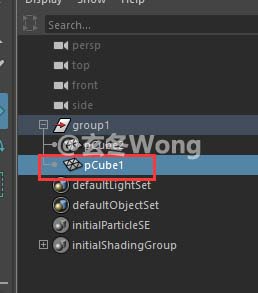 Display Show Help
Search...
persp
top
front
side
group1
pCube2
pCube1
defaultLightSet
defaultObjectSet
initialParticleSE
initialShadingGroup
@玄冬Wong